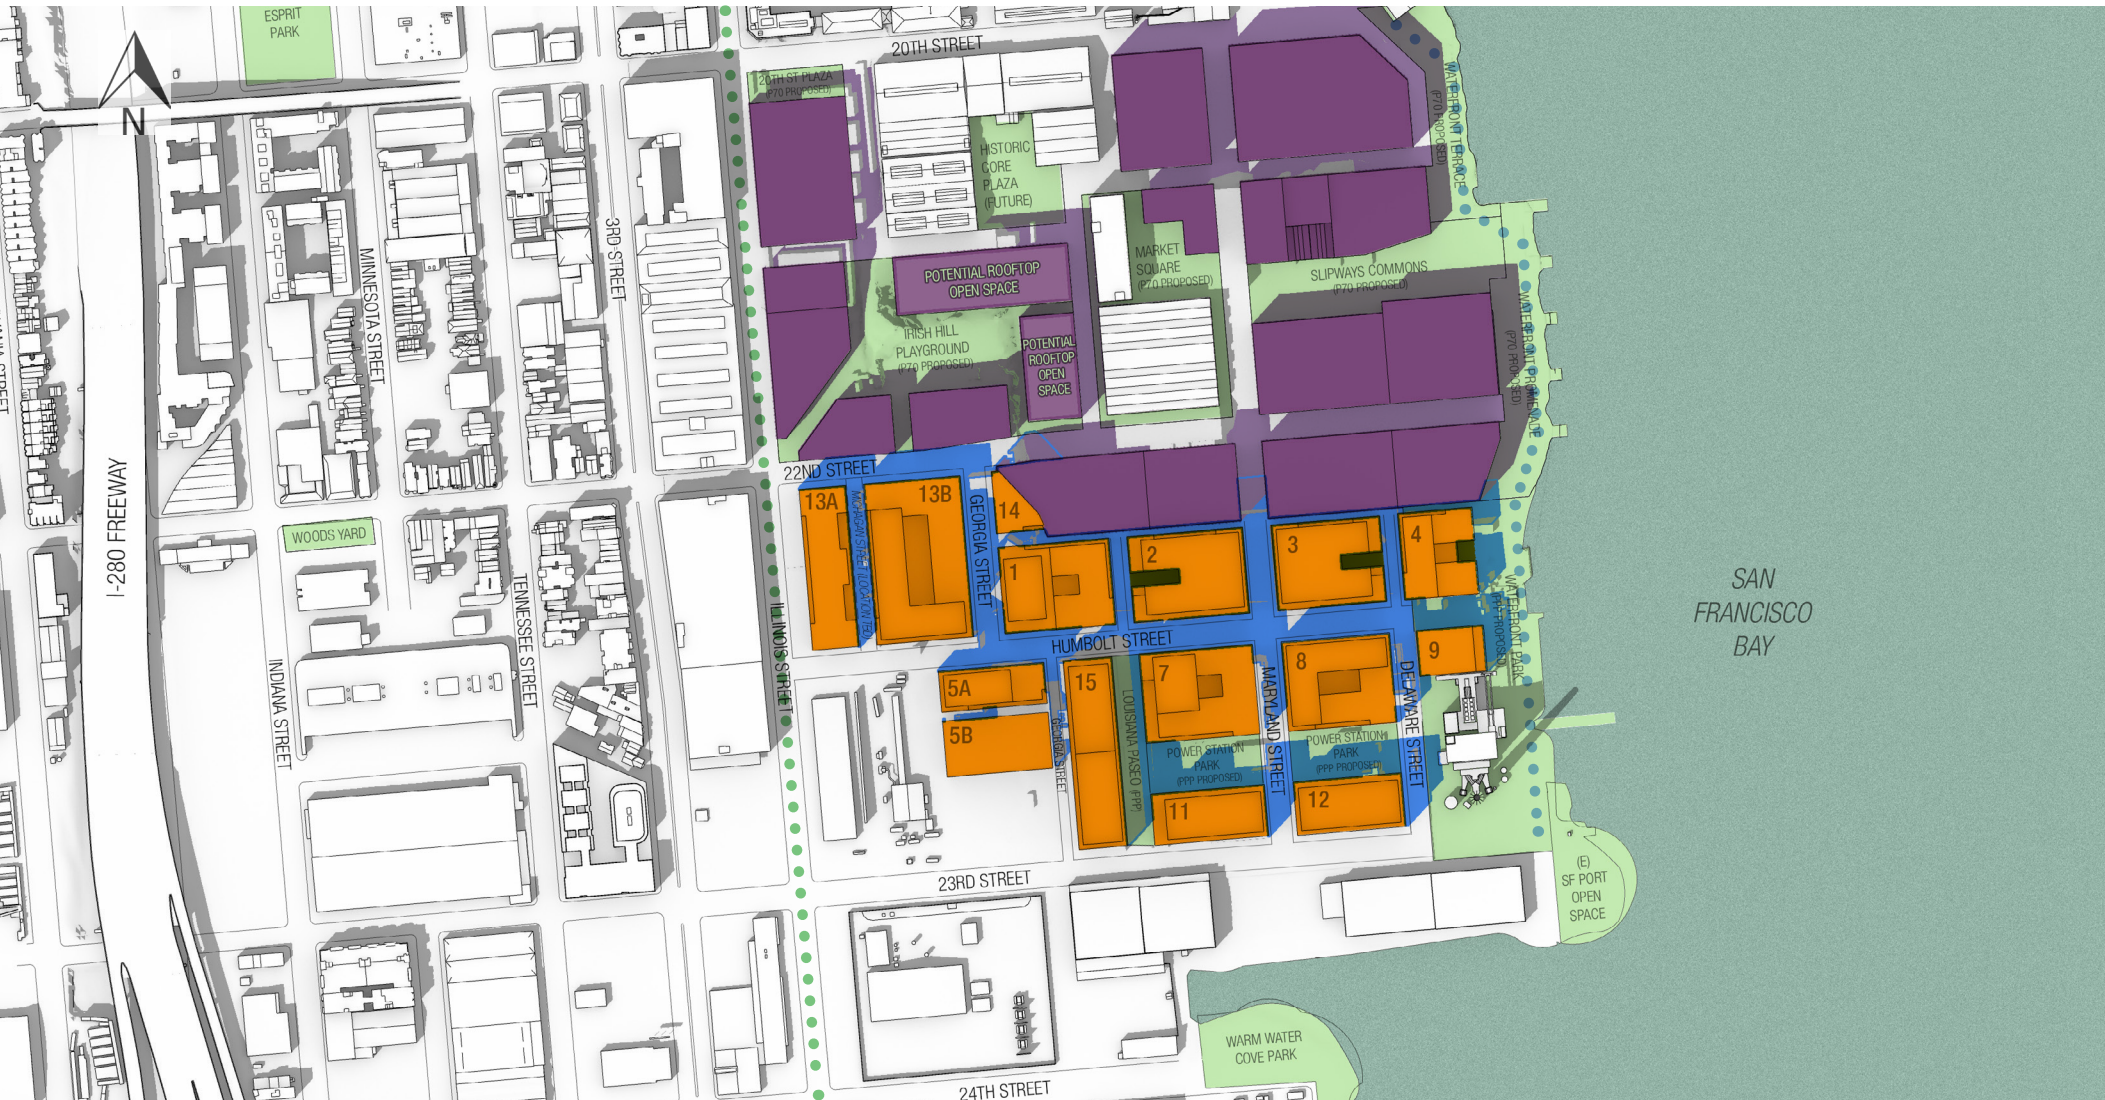 ESPRIT
PARK
N
20TH STREET
20TH ST PLAZA
(P70 PROPOSED)
HISTORIC
CORE
PLAZA
(FUTURE)
WATERFRONT TERRACE
(P70 PROPOSED)
3RD STREET
MINNESOTA STREET
MARKET
SQUARE
(P70 PROPOSED)
SLIPWAYS COMMONS
(P70 PROPOSED)
POTENTIAL ROOFTOP
OPEN SPACE
IRISH HILL
PLAYGROUND
(P70 PROPOSED)
POTENTIAL
ROOFTOP
OPEN
SPACE
WATERFRONT PROMENADE
(P70 PROPOSED)
I-280 FREEWAY
22ND STREET
13A
13B
GEORGIA STREET
14
1
2
3
4
WOODS YARD
TENNESSEE STREET
ILLINOIS STREET
INDIANA STREET
HUMBOLT STREET
WATERFRONT PARK
(PPP PROPOSED)
SAN
FRANCISCO
BAY
5A
5B
GEORGIA STREET
15
LOUISIANA PASEO (PPP)
7
MARYLAND STREET
8
DELAWARE STREET
9
POWER STATION
PARK
(PPP PROPOSED)
POWER STATION
PARK
(PPP PROPOSED)
11
12
23RD STREET
(E)
SF PORT
OPEN
SPACE
WARM WATER
COVE PARK
24TH STREET